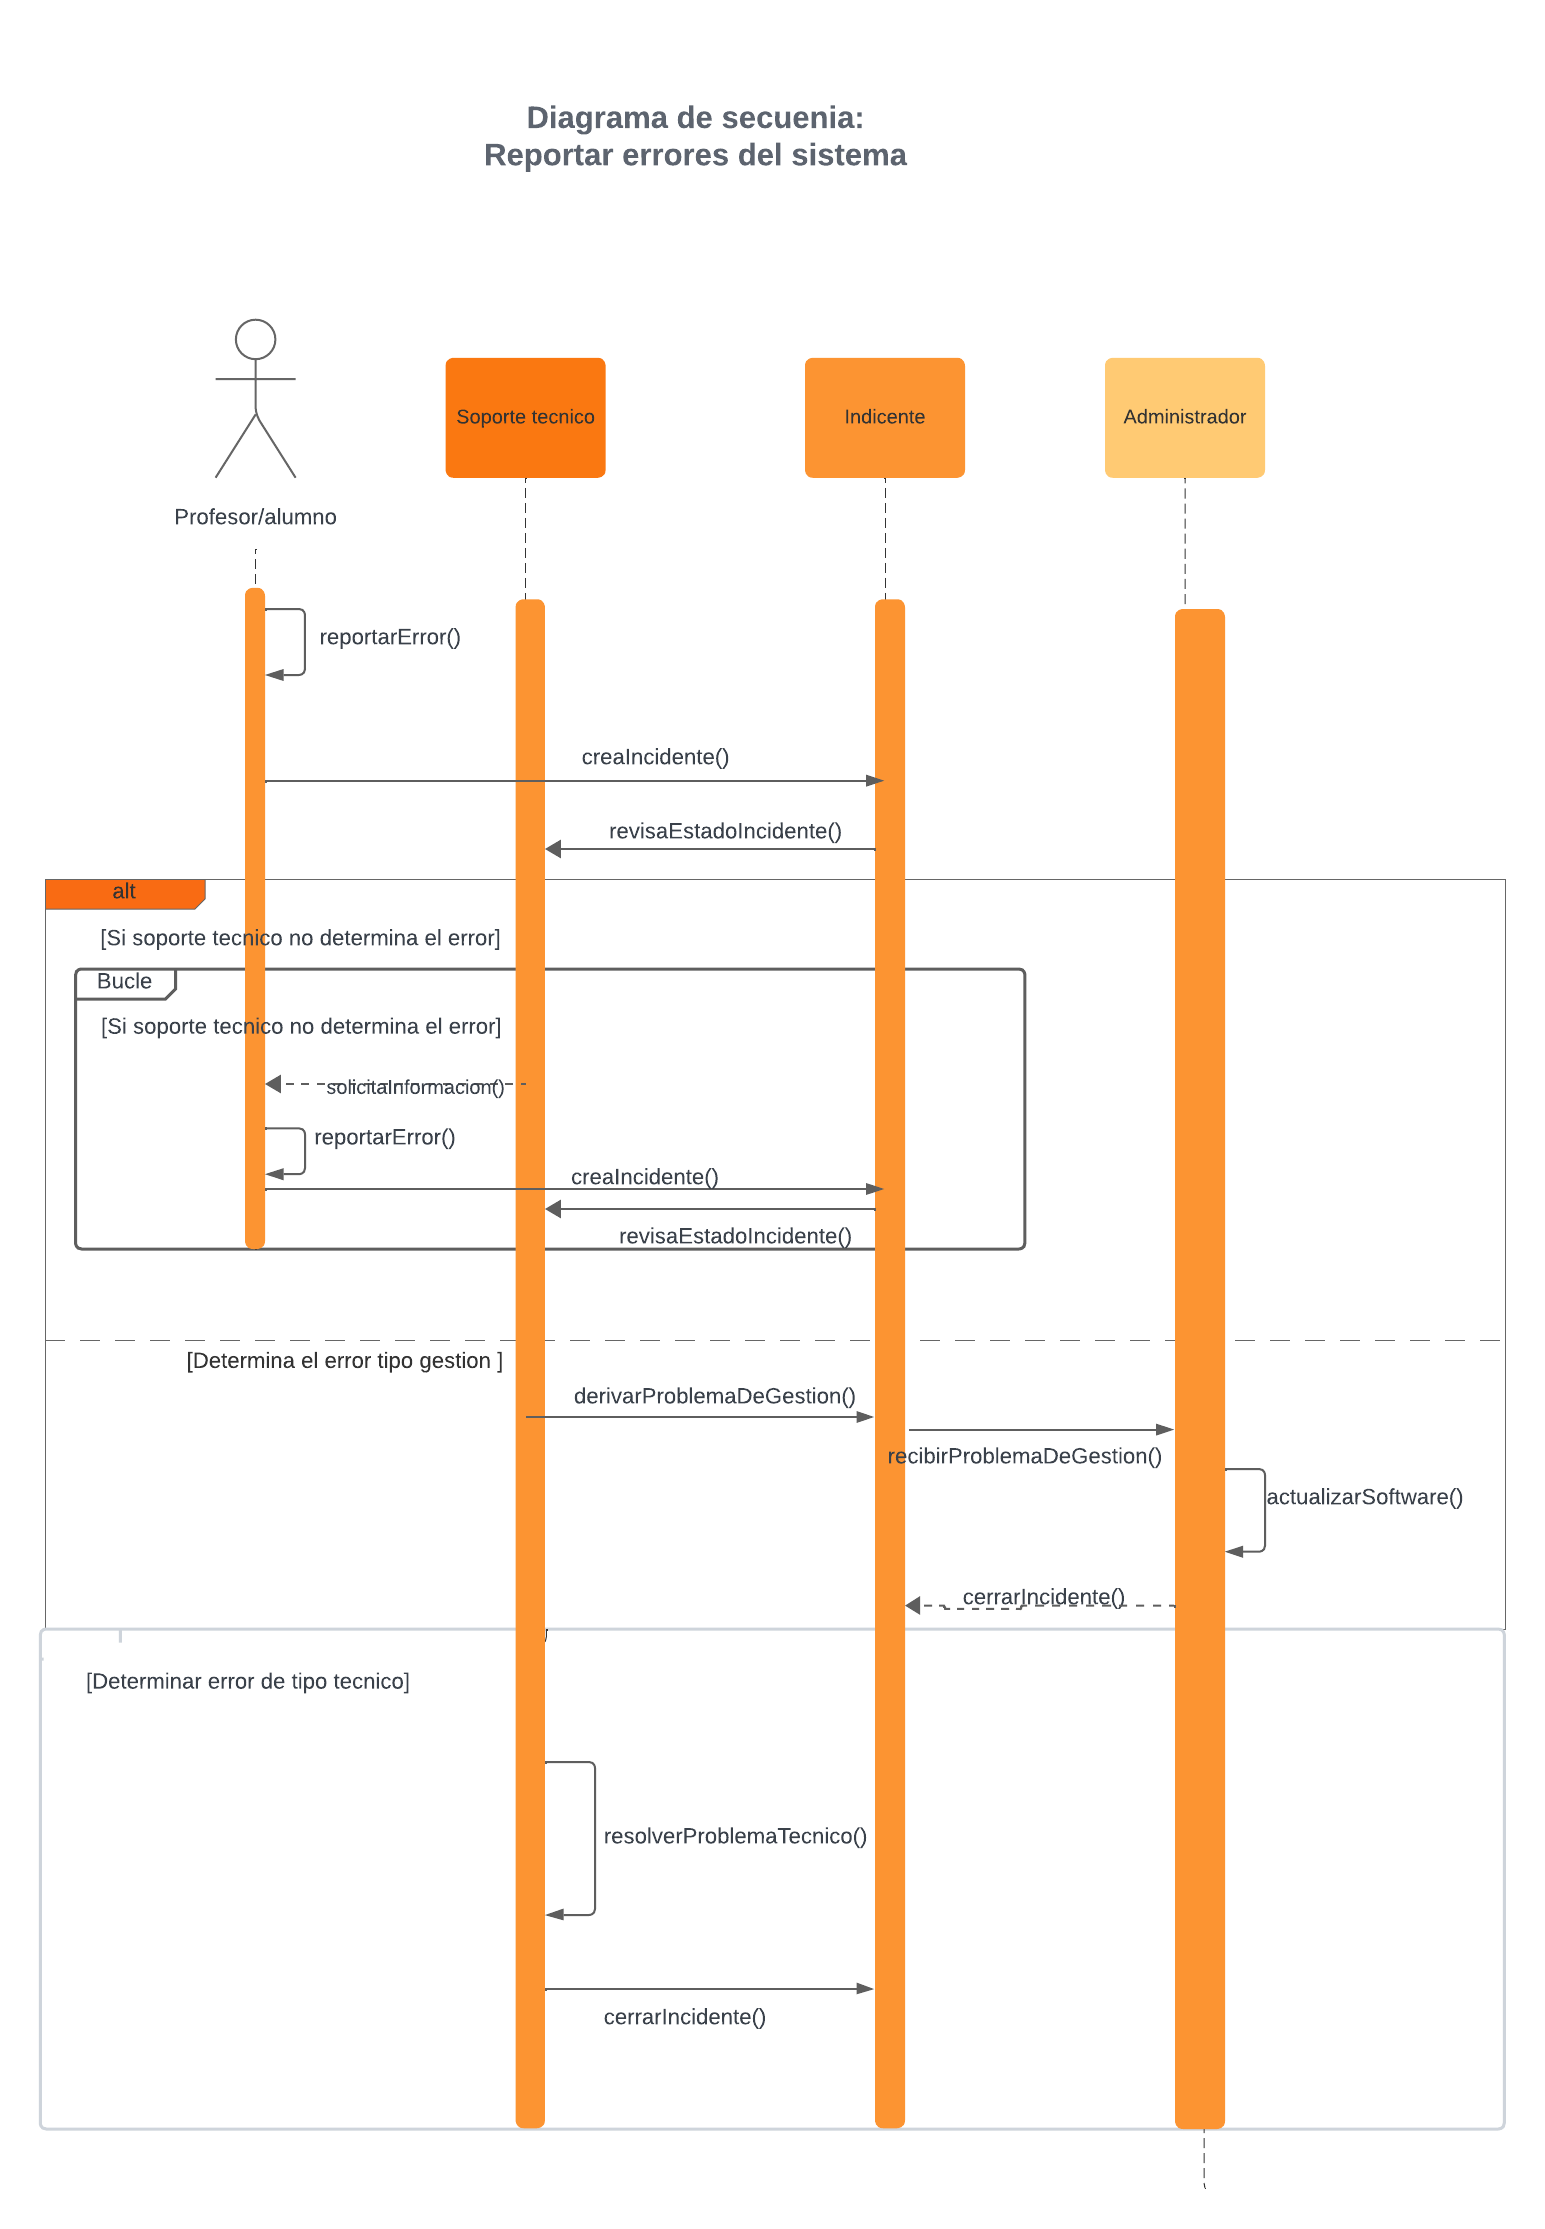 Diagrama de secuenia:
Reportar errores del sistema
Soporte tecnico
Indicente
Administrador
Profesor/alumno
reportarError()
creaIncidente()
revisaEstadoIncidente()
alt
[Si soporte tecnico no determina el error]
Bucle
[Si soporte tecnico no determina el error]
solicitaInformacion()
reportarError()
creaIncidente()
revisaEstadoIncidente()
[Determina el error tipo gestion ]
derivarProblemaDeGestion()
recibirProblemaDeGestion()
actualizarSoftware()
cerrarIncidente()
[Determinar error de tipo tecnico]
resolverProblemaTecnico()
cerrarIncidente()